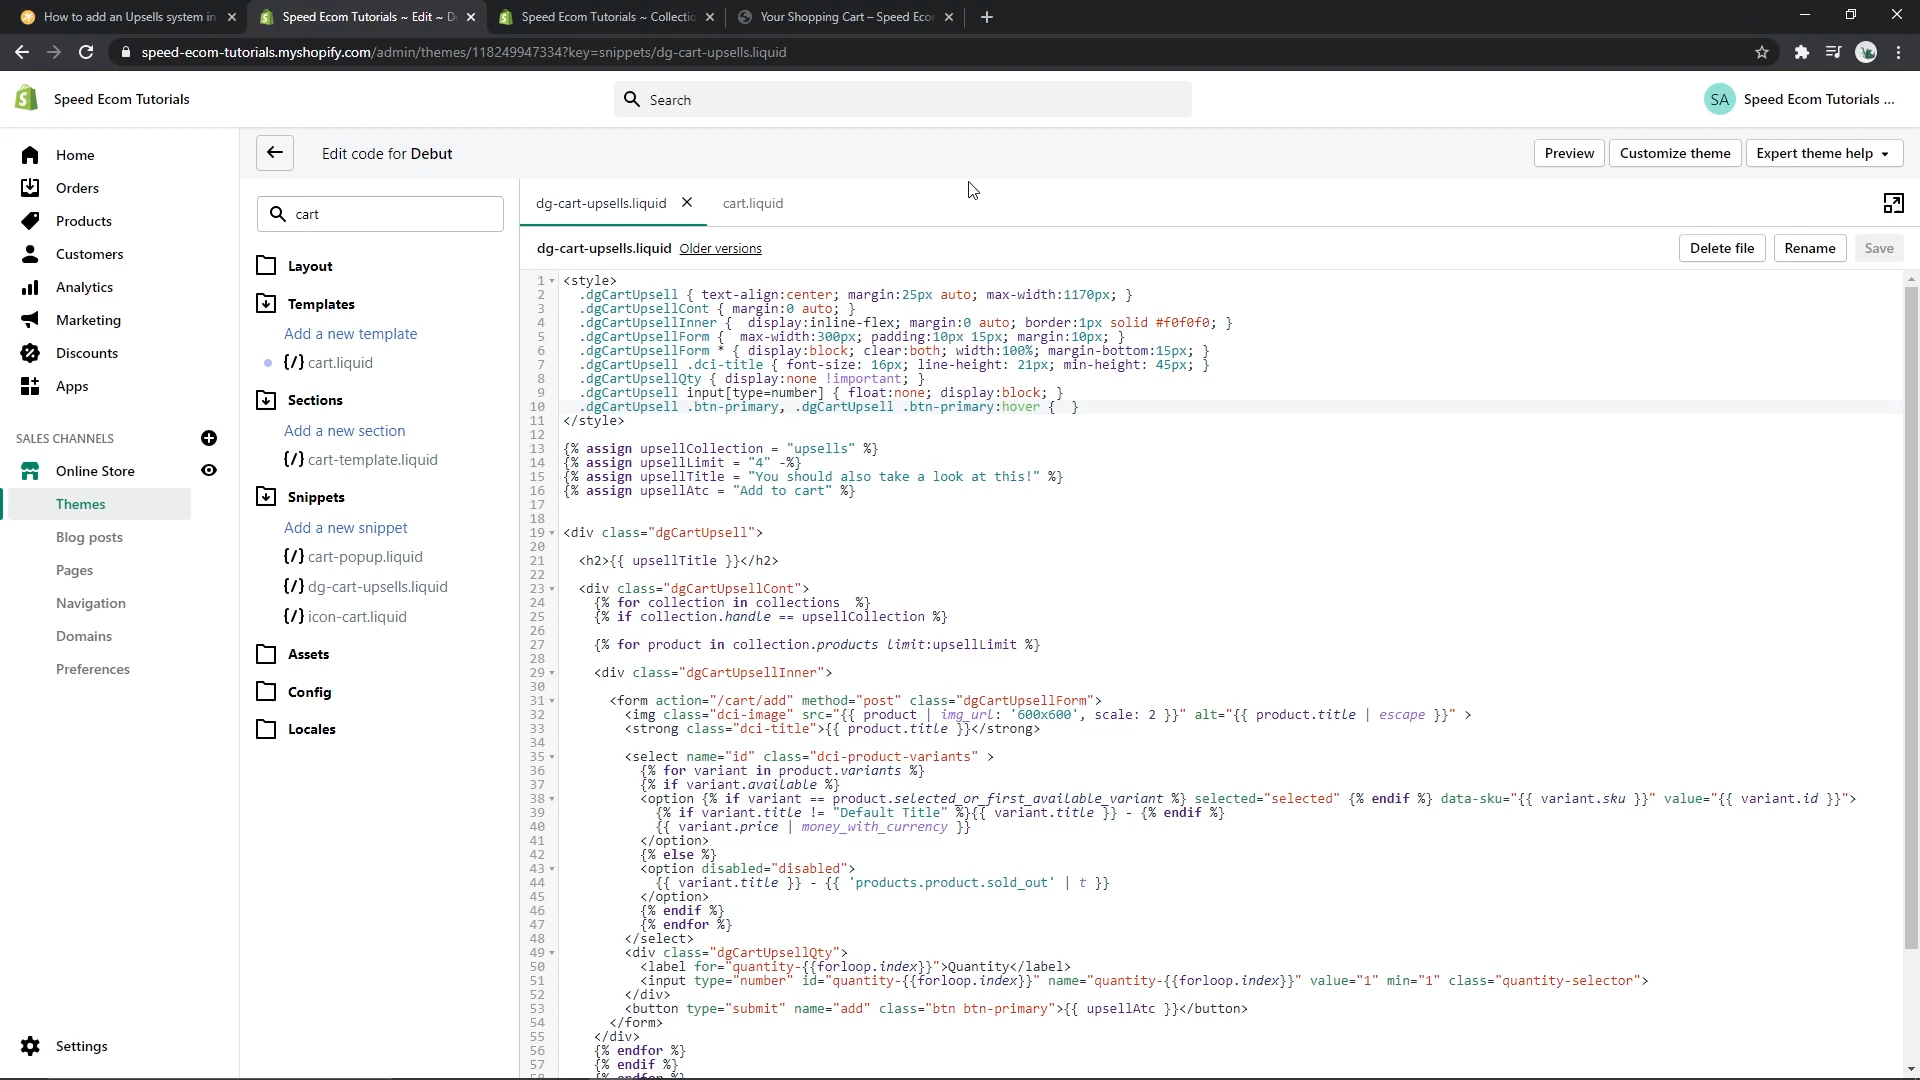 How to add an Upsells system in
Speed Ecom Tutorials ~ Edit ~ D
Speed Ecom Tutorials ~ Collectio
Your Shopping Cart – Speed Ecom
speed-ecom-tutorials.myshopify.com/admin/themes/118249947334?key=snippets/dg-cart-upsells.liquid
Speed Ecom Tutorials
Search
SA
Speed Ecom Tutorials ...
Home
Orders
Products
Customers
Analytics
Marketing
Discounts
Apps
SALES CHANNELS
Online Store
Themes
Blog posts
Pages
Navigation
Domains
Preferences
Settings
Edit code for Debut
Preview
Customize theme
Expert theme help
cart
Layout
Templates
Add a new template
{/} cart.liquid
Sections
Add a new section
{/} cart-template.liquid
Snippets
Add a new snippet
{/} cart-popup.liquid
{/} dg-cart-upsells.liquid
{/} icon-cart.liquid
Assets
Config
Locales
dg-cart-upsells.liquid
cart.liquid
dg-cart-upsells.liquid Older versions
Delete file
Rename
Save
1 <style>
2 .dgCartUpsell { text-align:center; margin:25px auto; max-width:1170px; }
3 .dgCartUpsellCont { margin:0 auto; }
4 .dgCartUpsellInner {  display:inline-flex; margin:0 auto; border:1px solid #f0f0f0; }
5 .dgCartUpsellForm {  max-width:300px; padding:10px 15px; margin:10px; }
6 .dgCartUpsellForm * { display:block; clear:both; width:100%; margin-bottom:15px; }
7 .dgCartUpsell .dci-title { font-size: 16px; line-height: 21px; min-height: 45px; }
8 .dgCartUpsellQty { display:none !important; }
9 .dgCartUpsell input[type=number] { float:none; display:block; }
10 .dgCartUpsell .btn-primary, .dgCartUpsell .btn-primary:hover {  }
11 </style>
12
13 {% assign upsellCollection = "upsells" %}
14 {% assign upsellLimit = "4" -%}
15 {% assign upsellTitle = "You should also take a look at this!" %}
16 {% assign upsellAtc = "Add to cart" %}
17
18
19 <div class="dgCartUpsell">
20
21 <h2>{{ upsellTitle }}</h2>
22
23 <div class="dgCartUpsellCont">
24 {% for collection in collections  %}
25 {% if collection.handle == upsellCollection %}
26
27 {% for product in collection.products limit:upsellLimit %}
28
29 <div class="dgCartUpsellInner">
30
31 <form action="/cart/add" method="post" class="dgCartUpsellForm">
32 <img class="dci-image" src="{{ product | img_url: '600x600', scale: 2 }}" alt="{{ product.title | escape }}" >
33 <strong class="dci-title">{{ product.title }}</strong>
34
35 <select name="id" class="dci-product-variants" >
36 {% for variant in product.variants %}
37 {% if variant.available %}
38 <option {% if variant == product.selected_or_first_available_variant %} selected="selected" {% endif %} data-sku="{{ variant.sku }}" value="{{ variant.id }}">
39 {% if variant.title != "Default Title" %}{{ variant.title }} - {% endif %}
40 {{ variant.price | money_with_currency }}
41 </option>
42 {% else %}
43 <option disabled="disabled">
44 {{ variant.title }} - {{ 'products.product.sold_out' | t }}
45 </option>
46 {% endif %}
47 {% endfor %}
48 </select>
49 <div class="dgCartUpsellQty">
50 <label for="quantity-{{forloop.index}}">Quantity</label>
51 <input type="number" id="quantity-{{forloop.index}}" name="quantity-{{forloop.index}}" value="1" min="1" class="quantity-selector">
52 </div>
53 <button type="submit" name="add" class="btn btn-primary">{{ upsellAtc }}</button>
54 </form>
55 </div>
56 {% endfor %}
57 {% endif %}
58 {% endfor %}